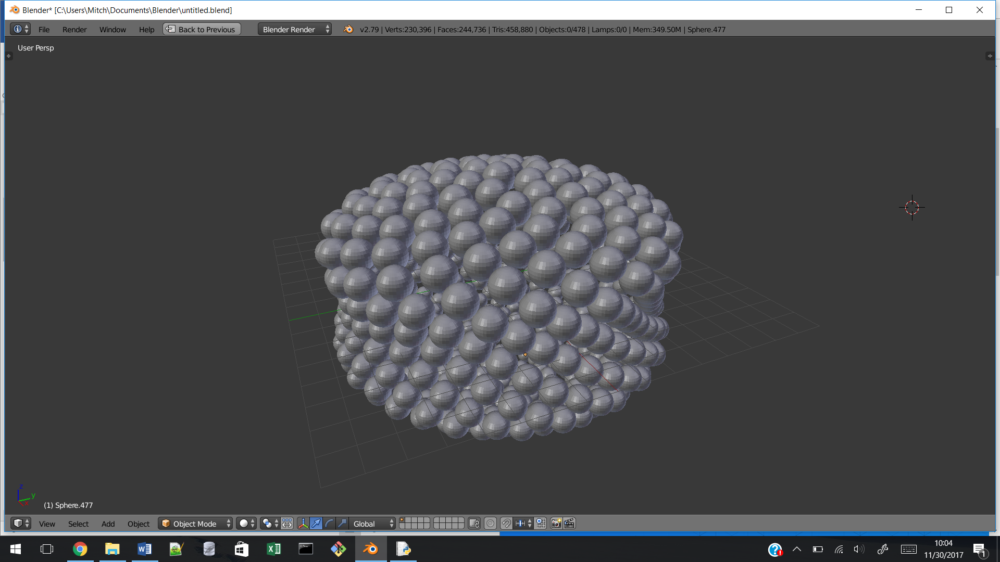 Blender* [C:\Users\Mitch\Documents\Blender\untitled.blend]
File Render Window Help Back to Previous Blender Render v2.79 | Verts:230,396 | Faces:244,736 | Tris:458,880 | Objects:0/478 | Lamps:0/0 | Mem:349.50M | Sphere.477
User Persp
z
y
x
(1) Sphere.477
View Select Add Object Object Mode Global
10:04
11/30/2017
1